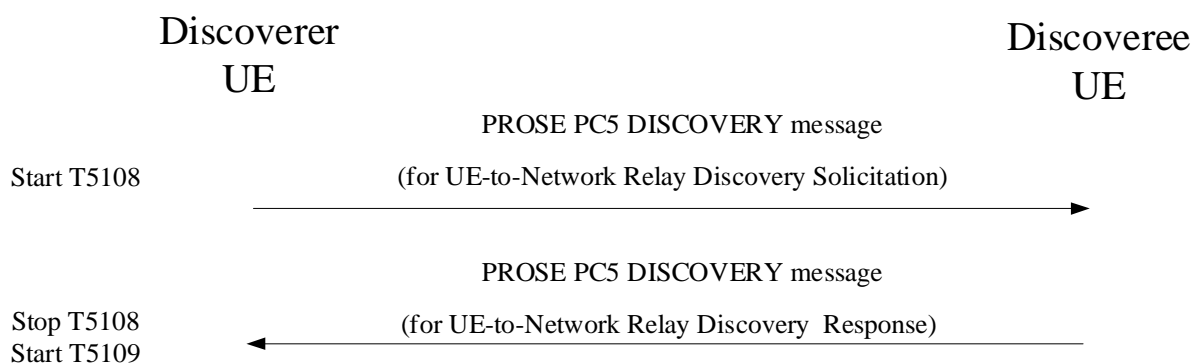 Discoverer
UE
Discoveree
UE
PROSE PC5 DISCOVERY message
Start T5108
(for UE-to-Network Relay Discovery Solicitation)
PROSE PC5 DISCOVERY message
Stop T5108
(for UE-to-Network Relay Discovery Response)
Start T5109